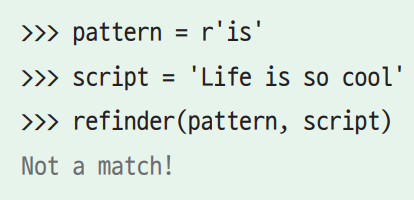 >>> pattern = r'is'
>>> script = 'Life is so cool'
>>> refinder(pattern, script)
Not a match!